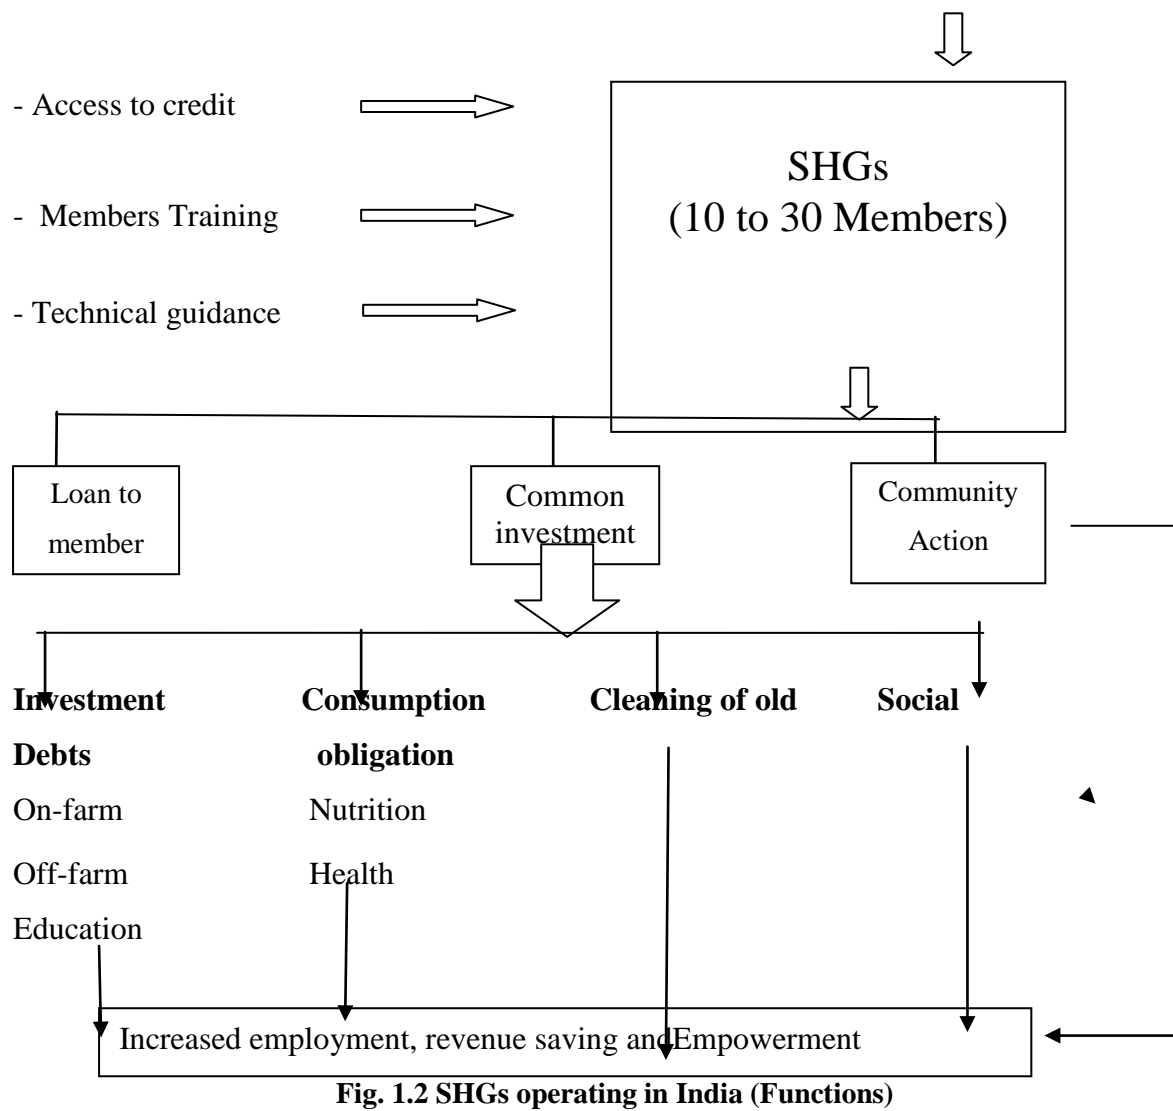 - Access to credit
SHGs
(10 to 30 Members)
- Members Training
- Technical guidance
Loan to
member
Common
investment
Community
Action
Investment Consumption Cleaning of old Social
Debts obligation
On-farm Nutrition
Off-farm Health
Education
Increased employment, revenue saving andEmpowerment
Fig. 1.2 SHGs operating in India (Functions)